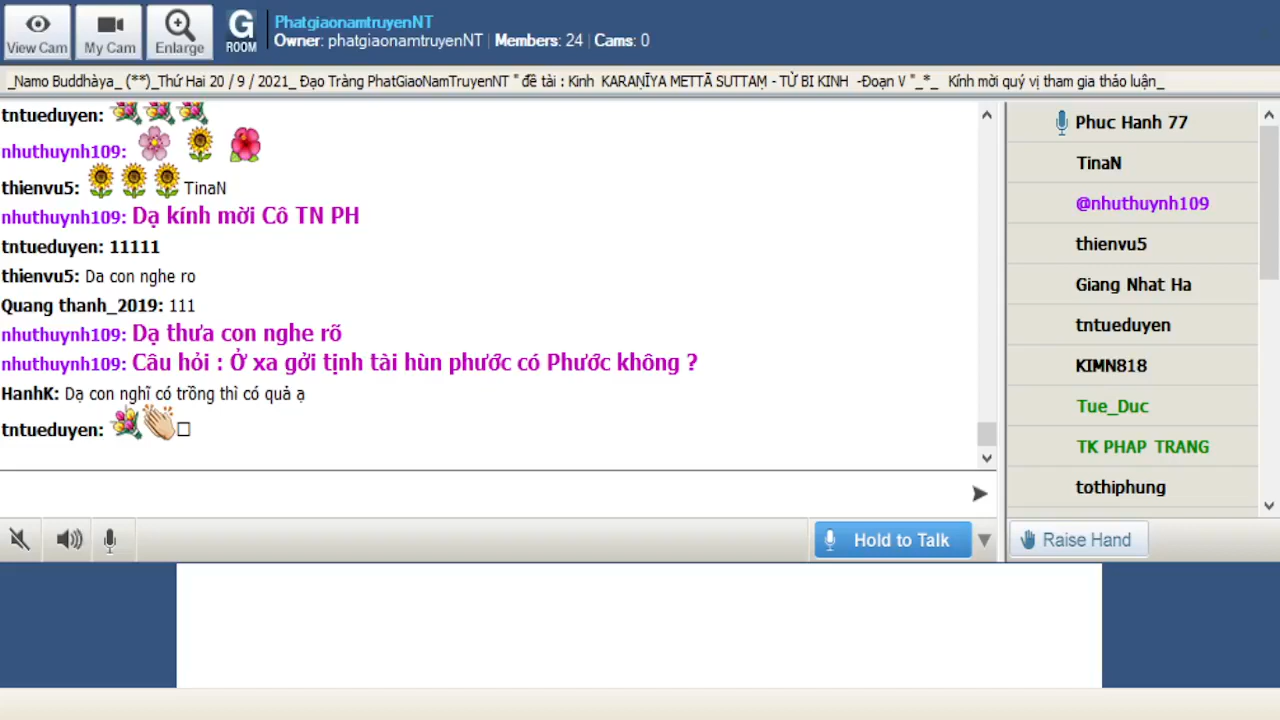 View Cam
My Cam
Enlarge
G
ROOM
PhatgiaonamtruyenNT
Owner: phatgiaonamtruyenNT | Members: 24 | Cams: 0
_Namo Buddhàya_ (**)_Thứ Hai 20 / 9 / 2021_ Đạo Tràng PhatGiaoNamTruyenNT " đề tài : Kinh KARAṆĪYA METTĀ SUTTAṂ - TỪ BI KINH -Đoạn V "_*_ Kính mời quý vị tham gia thảo luận_
tntueduyen:
nhuthuynh109:
thienvu5: TinaN
nhuthuynh109: Dạ kính mời Cô TN PH
tntueduyen: 11111
thienvu5: Da con nghe ro
Quang thanh_2019: 111
nhuthuynh109: Dạ thưa con nghe rõ
nhuthuynh109: Câu hỏi : Ở xa gởi tịnh tài hùn phước có Phước không ?
HanhK: Dạ con nghĩ có trồng thì có quả ạ
tntueduyen:
Phuc Hanh 77
TinaN
@nhuthuynh109
thienvu5
Giang Nhat Ha
tntueduyen
KIMN818
Tue_Duc
TK PHAP TRANG
tothiphung
Hold to Talk
Raise Hand